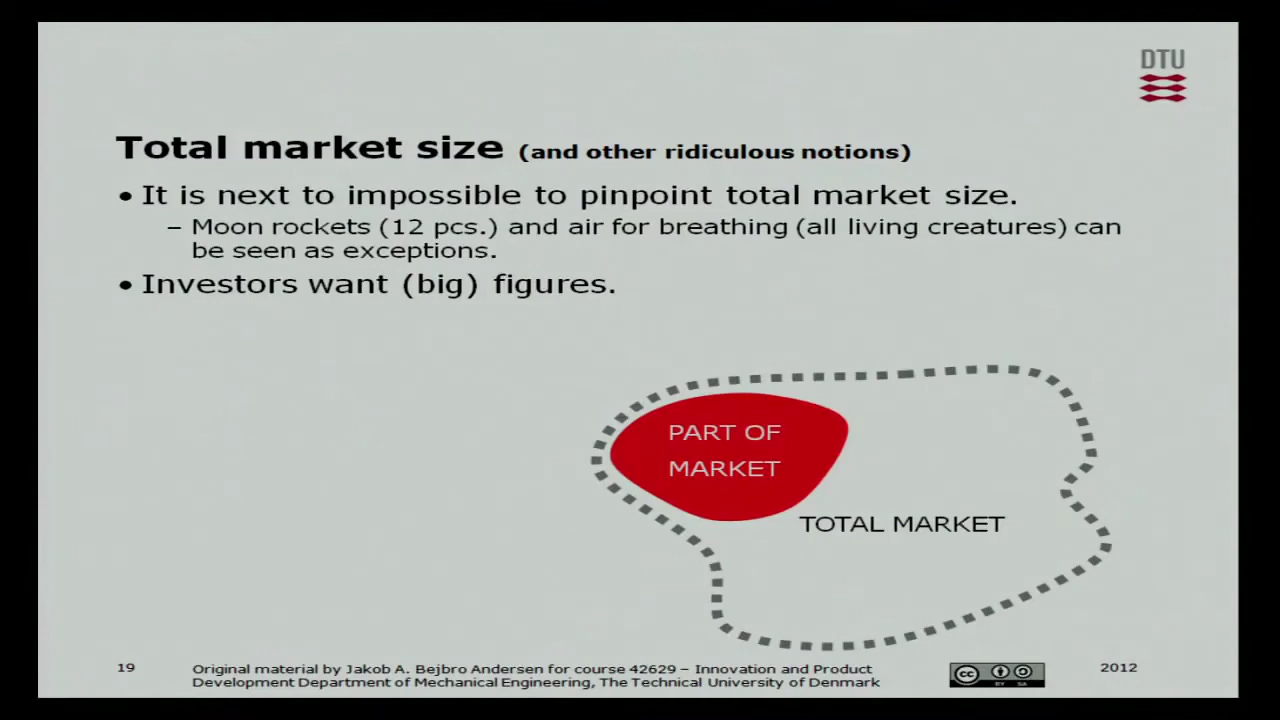 DTU
Total market size (and other ridiculous notions)
• It is next to impossible to pinpoint total market size.
– Moon rockets (12 pcs.) and air for breathing (all living creatures) can
be seen as exceptions.
• Investors want (big) figures.
PART OF
MARKET
TOTAL MARKET
19
Original material by Jakob A. Bejbro Andersen for course 42629 – Innovation and Product
Development Department of Mechanical Engineering, The Technical University of Denmark
cc
BY SA
2012